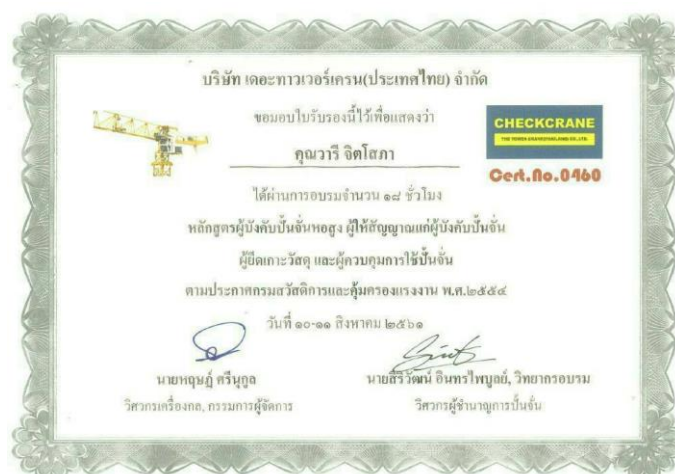 บริษัท เดอะทาวเวอร์เครน(ประเทศไทย) จำกัด
ขอมอบใบรับรองนี้ไว้เพื่อแสดงว่า
CHECKCRANE
คุณวารี จิตโสภา
Cert.No.0460
ได้ผ่านการอบรมจำนวน ๑๘ ชั่วโมง
หลักสูตรผู้บังคับปั้นจั่นหอสูง ผู้ให้สัญญาณแก่ผู้บังคับปั้นจั่น
ผู้ยึดเกาะวัสดุ และผู้ควบคุมการใช้ปั้นจั่น
ตามประกาศกรมสวัสดิการและคุ้มครองแรงงาน พ.ศ.๒๕๕๔
วันที่ ๑๐-๑๑ สิงหาคม ๒๕๖๑
นายหฤษฎ์ ศรีนุกูล
นายสิริวัฒน์ อินทรไพบูลย์, วิทยากรอบรม
วิศวกรเครื่องกล, กรรมการผู้จัดการ
วิศวกรผู้ชำนาญการปั้นจั่น